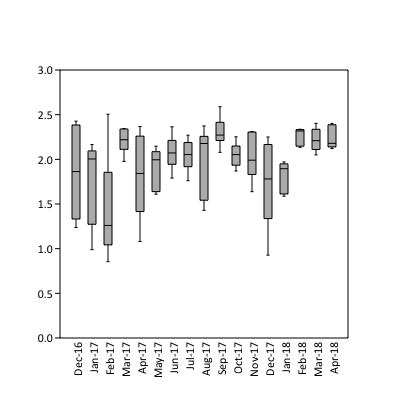 3.0
2.5
2.0
1.5
1.0
0.5
0.0
Dec-16
Jan-17
Feb-17
Mar-17
Apr-17
May-17
Jun-17
Jul-17
Aug-17
Sep-17
Oct-17
Nov-17
Dec-17
Jan-18
Feb-18
Mar-18
Apr-18